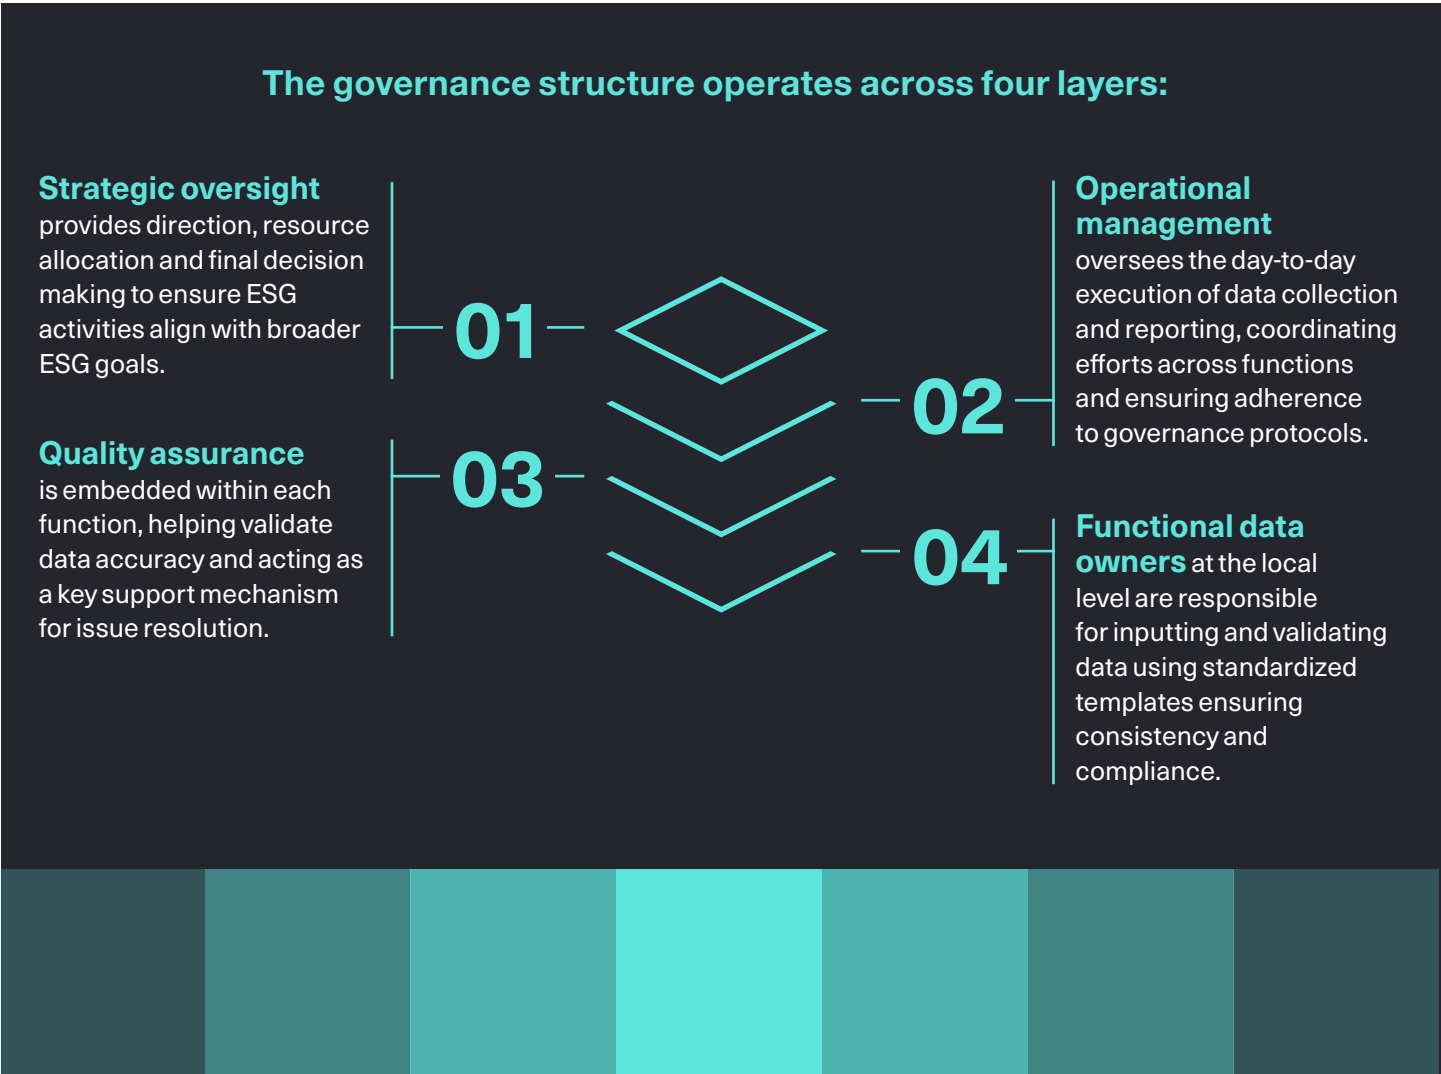 The governance structure operates across four layers:
Strategic oversight
provides direction, resource
allocation and final decision
making to ensure ESG
activities align with broader
ESG goals.
01
Operational
management
oversees the day-to-day
execution of data collection
and reporting, coordinating
efforts across functions
and ensuring adherence
to governance protocols.
02
Quality assurance
is embedded within each
function, helping validate
data accuracy and acting as
a key support mechanism
for issue resolution.
03
Functional data
owners at the local
level are responsible
for inputting and validating
data using standardized
templates ensuring
consistency and
compliance.
04